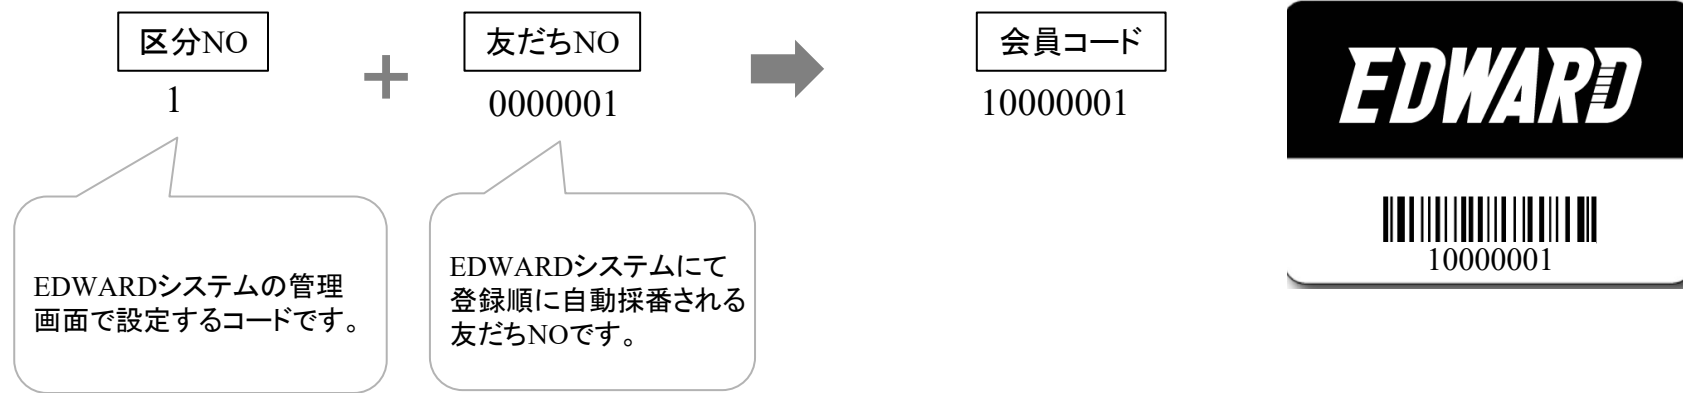 区分NO
1
+
友だちNO
0000001
会員コード
10000001
EDWARDシステムの管理
画面で設定するコードです。
EDWARDシステムにて
登録順に自動採番される
友だちNOです。
EDWARD
10000001